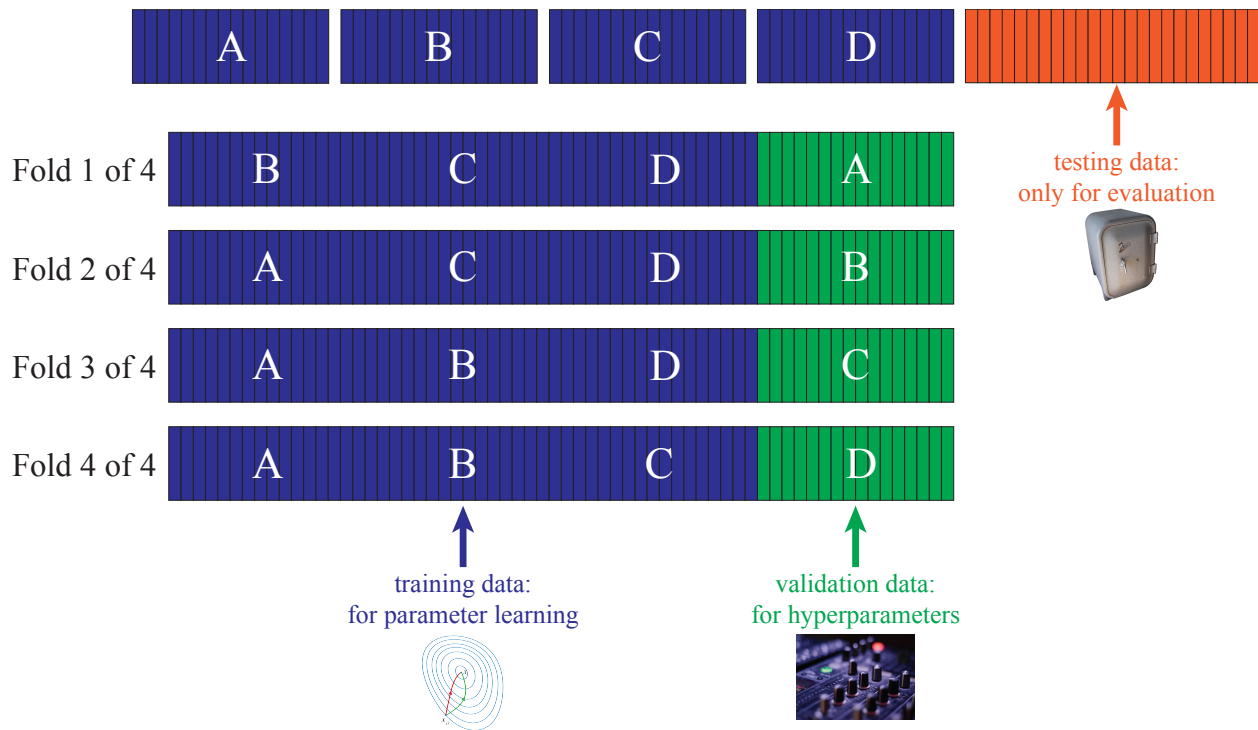 A B C D
testing data:
only for evaluation
Fold 1 of 4 B C D A
Fold 2 of 4 A C D B
Fold 3 of 4 A B D C
Fold 4 of 4 A B C D
training data:
for parameter learning
validation data:
for hyperparameters